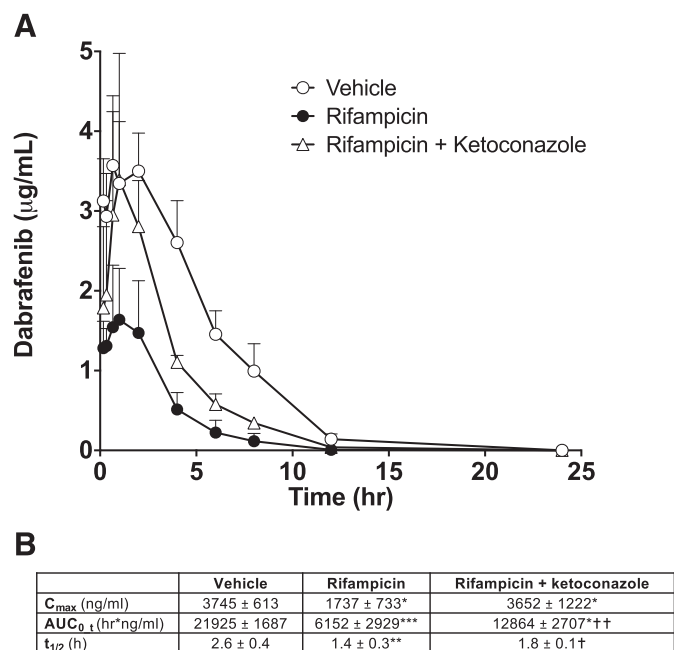 A
5
4
3
2
1
0
Dabrafenib (μg/mL)
Vehicle
Rifampicin
Rifampicin + Ketoconazole
0 5 10 15 20 25
Time (hr)
B
Vehicle Rifampicin Rifampicin + ketoconazole
Cmax (ng/ml) 3745 ± 613 1737 ± 733* 3652 ± 1222*
AUC0_t (hr*ng/ml) 21925 ± 1687 6152 ± 2929*** 12864 ± 2707*††
t1/2 (h) 2.6 ± 0.4 1.4 ± 0.3** 1.8 ± 0.1†